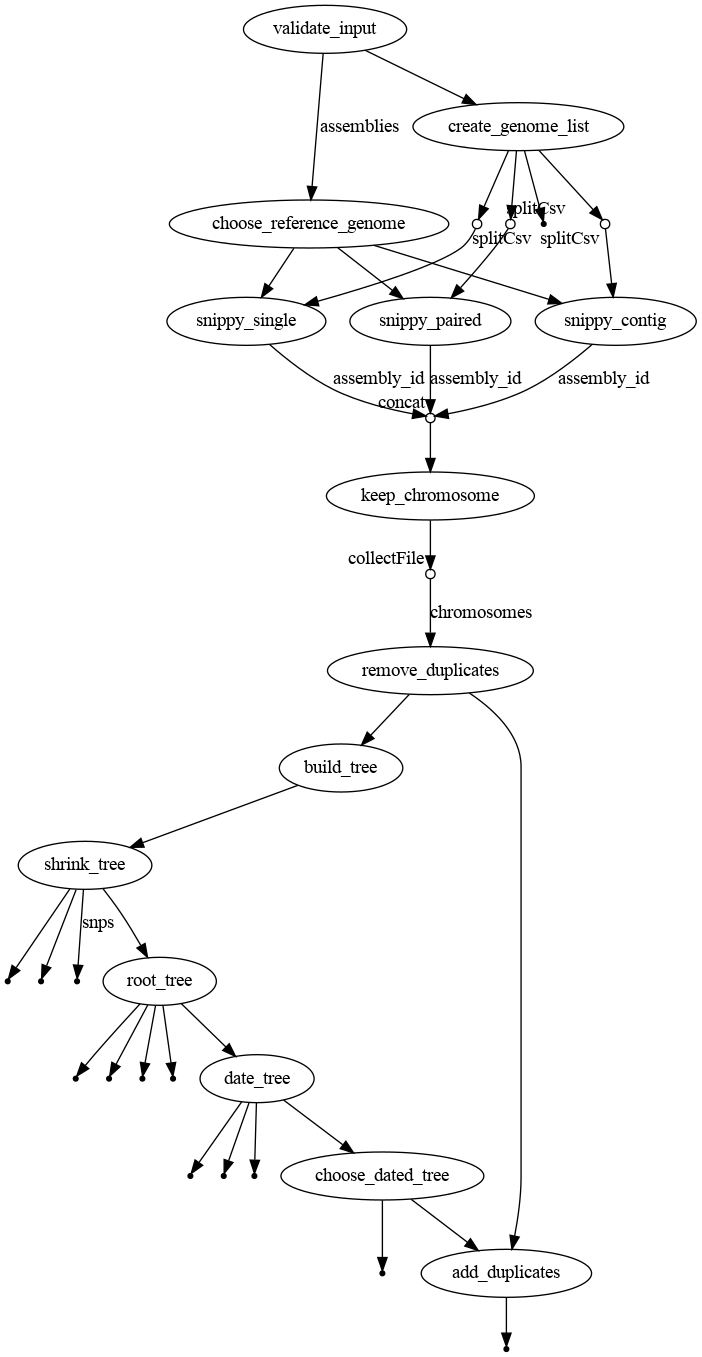 validate_input
assemblies
create_genome_list
choose_reference_genome
splitCsv
splitCsv
splitCsv
snippy_single
snippy_paired
snippy_contig
assembly_id
assembly_id
assembly_id
concat
keep_chromosome
collectFile
chromosomes
remove_duplicates
build_tree
shrink_tree
snps
root_tree
date_tree
choose_dated_tree
add_duplicates